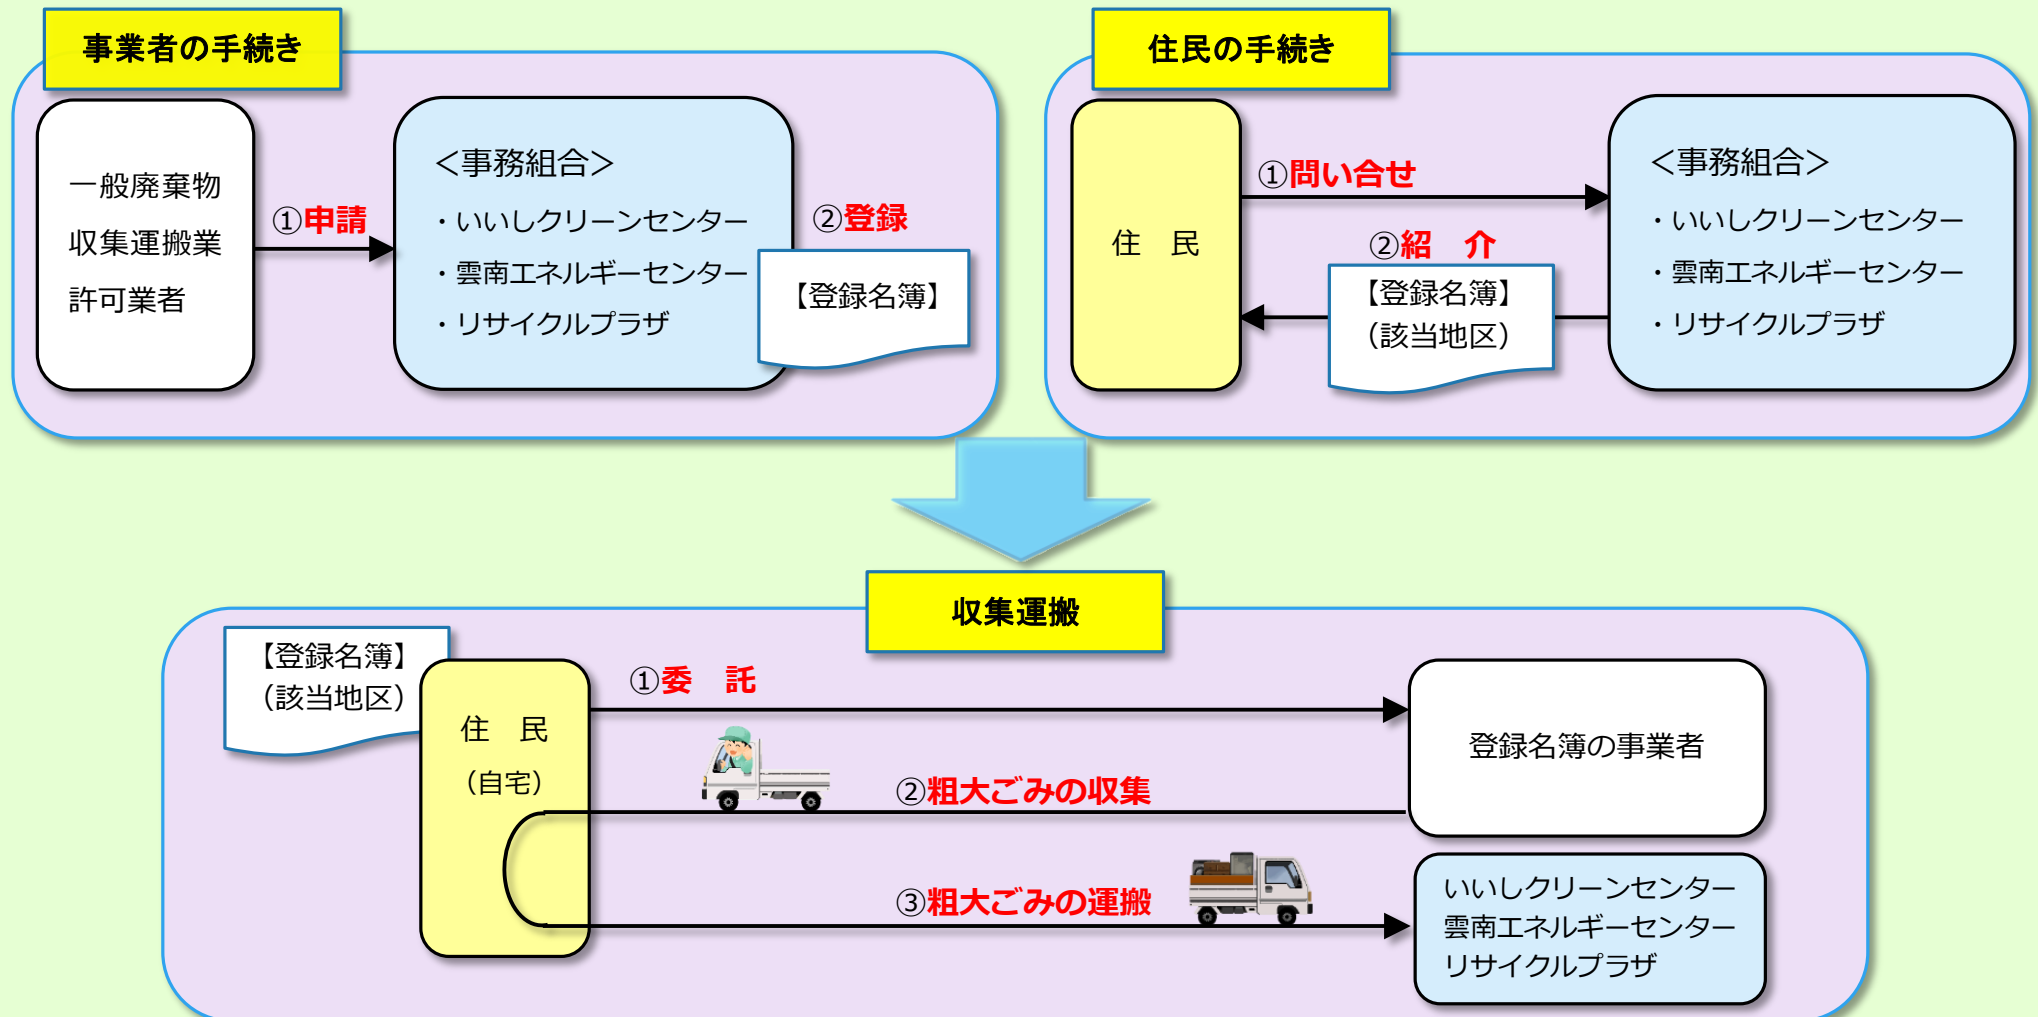 事業者の手続き
一般廃棄物
収集運搬業
許可業者
①申請
<事務組合>
・いいしクリーンセンター
・雲南エネルギーセンター
・リサイクルプラザ
②登録
【登録名簿】
住民の手続き
住　民
①問い合せ
②紹　介
【登録名簿】
（該当地区）
<事務組合>
・いいしクリーンセンター
・雲南エネルギーセンター
・リサイクルプラザ
収集運搬
【登録名簿】
（該当地区）
住　民
（自宅）
①委　託
登録名簿の事業者
②粗大ごみの収集
③粗大ごみの運搬
いいしクリーンセンター
雲南エネルギーセンター
リサイクルプラザ